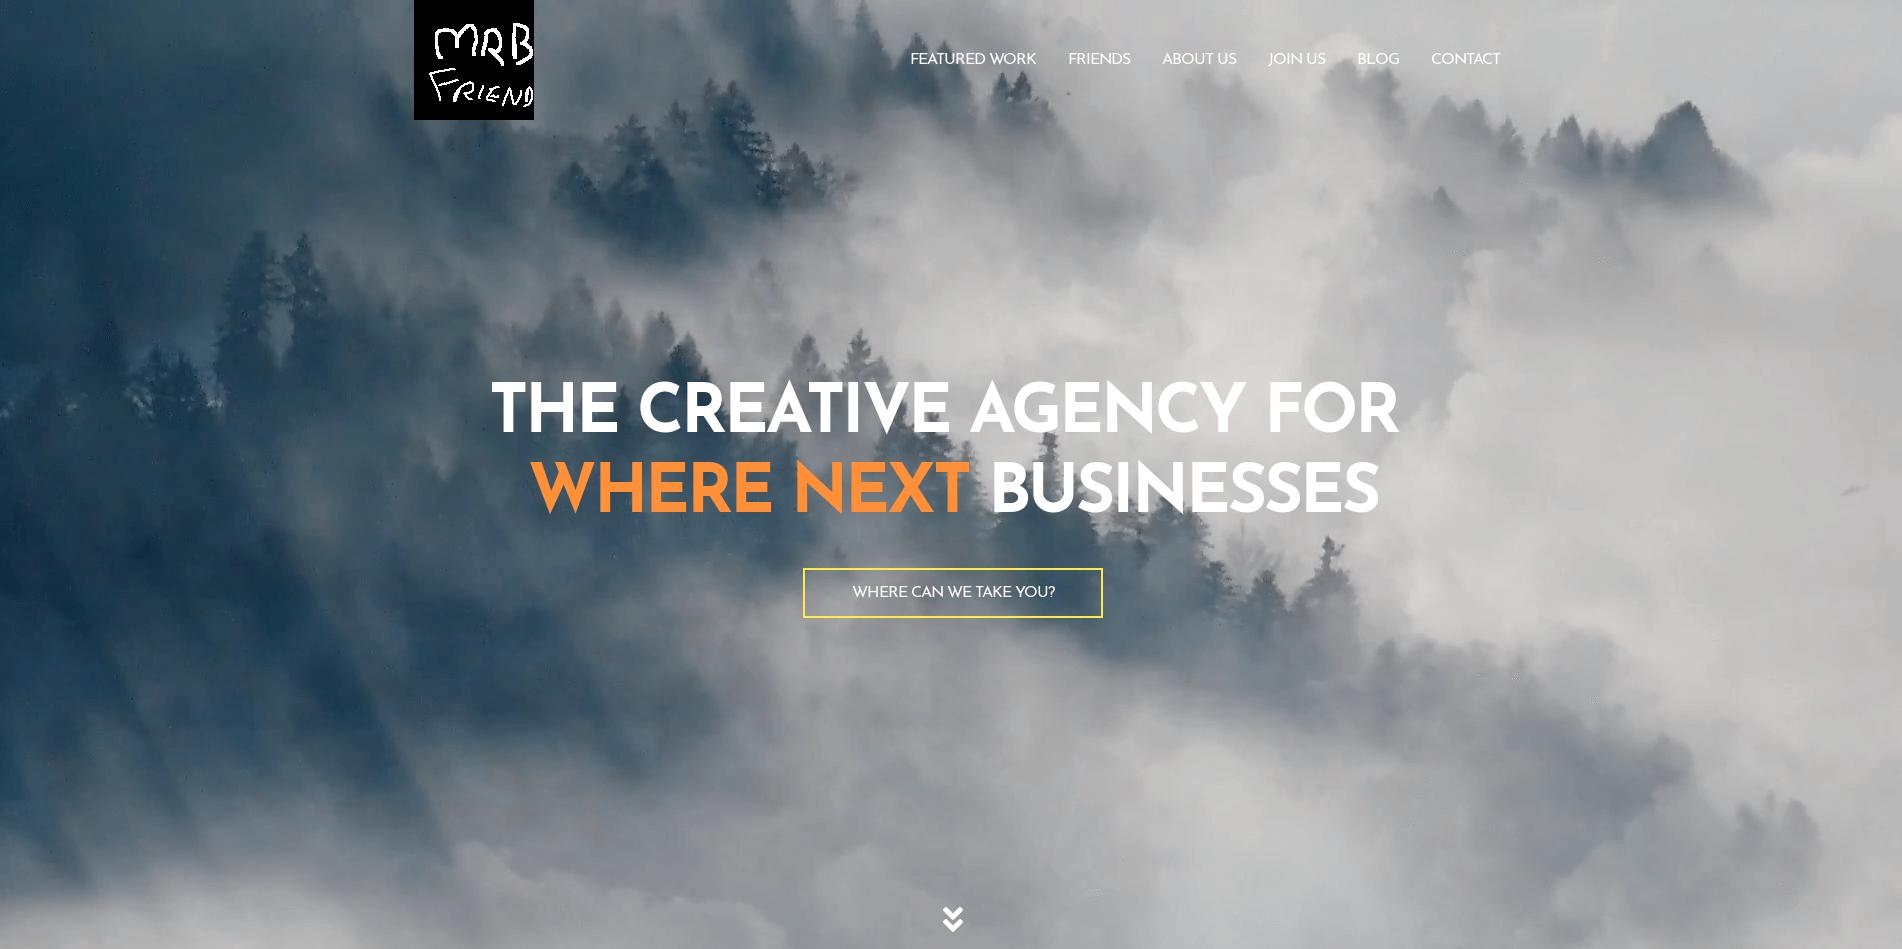 MRB
FRIEND
FEATURED WORK FRIENDS ABOUT US JOIN US BLOG CONTACT
THE CREATIVE AGENCY FOR
WHERE NEXT BUSINESSES
WHERE CAN WE TAKE YOU?